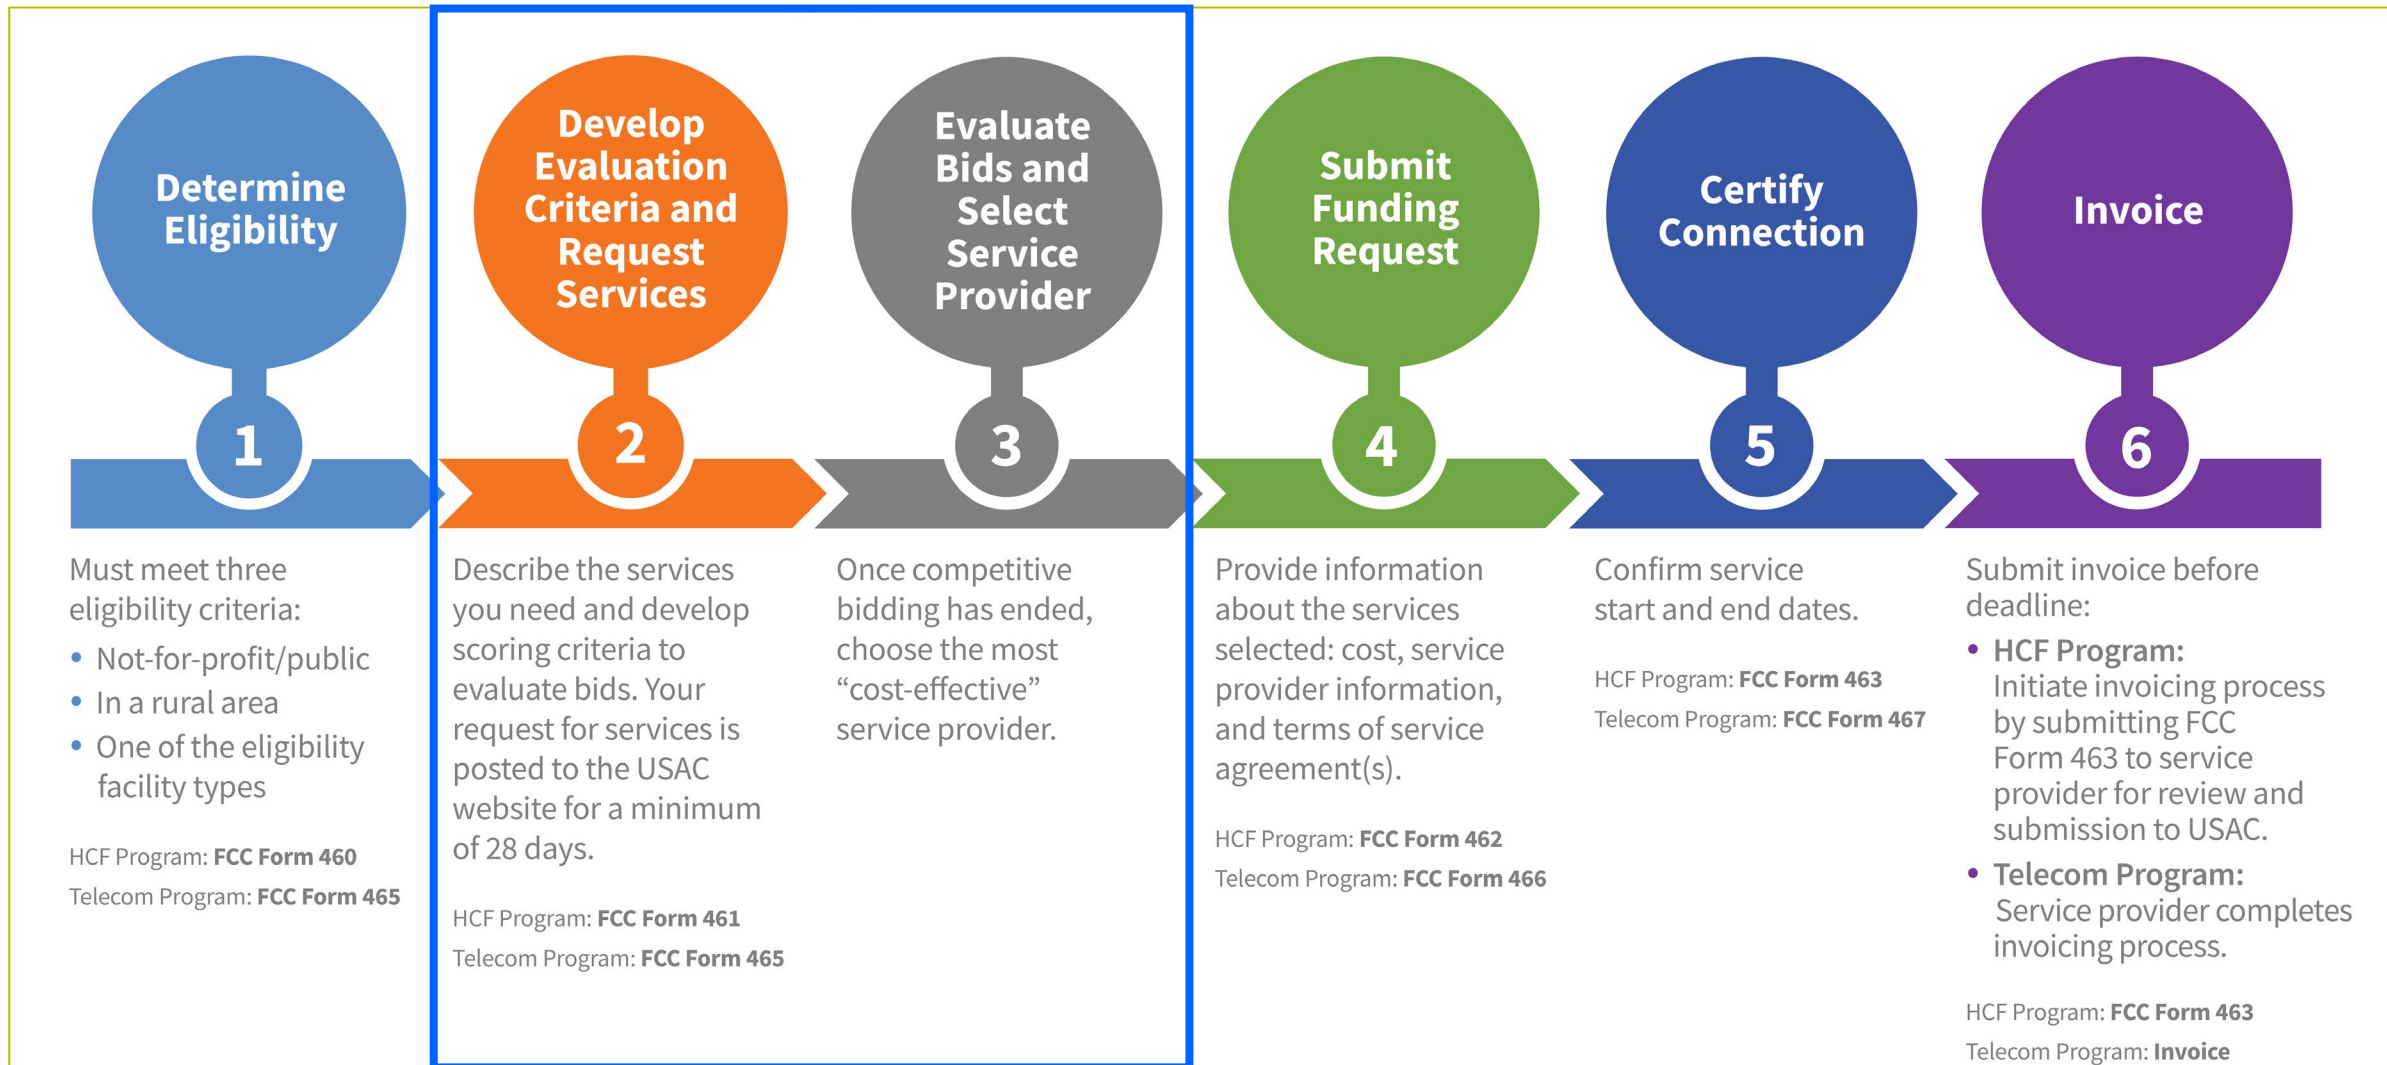 Determine
Eligibility
1
Must meet three
eligibility criteria:
• Not-for-profit/public
• In a rural area
• One of the eligibility
facility types
HCF Program: FCC Form 460
Telecom Program: FCC Form 465
Develop
Evaluation
Criteria and
Request
Services
2
Describe the services
you need and develop
scoring criteria to
evaluate bids. Your
request for services is
posted to the USAC
website for a minimum
of 28 days.
HCF Program: FCC Form 461
Telecom Program: FCC Form 465
Evaluate
Bids and
Select
Service
Provider
3
Once competitive
bidding has ended,
choose the most
“cost-effective”
service provider.
Submit
Funding
Request
4
Provide information
about the services
selected: cost, service
provider information,
and terms of service
agreement(s).
HCF Program: FCC Form 462
Telecom Program: FCC Form 466
Certify
Connection
5
Confirm service
start and end dates.
HCF Program: FCC Form 463
Telecom Program: FCC Form 467
Invoice
6
Submit invoice before
deadline:
• HCF Program:
Initiate invoicing process
by submitting FCC
Form 463 to service
provider for review and
submission to USAC.
• Telecom Program:
Service provider completes
invoicing process.
HCF Program: FCC Form 463
Telecom Program: Invoice